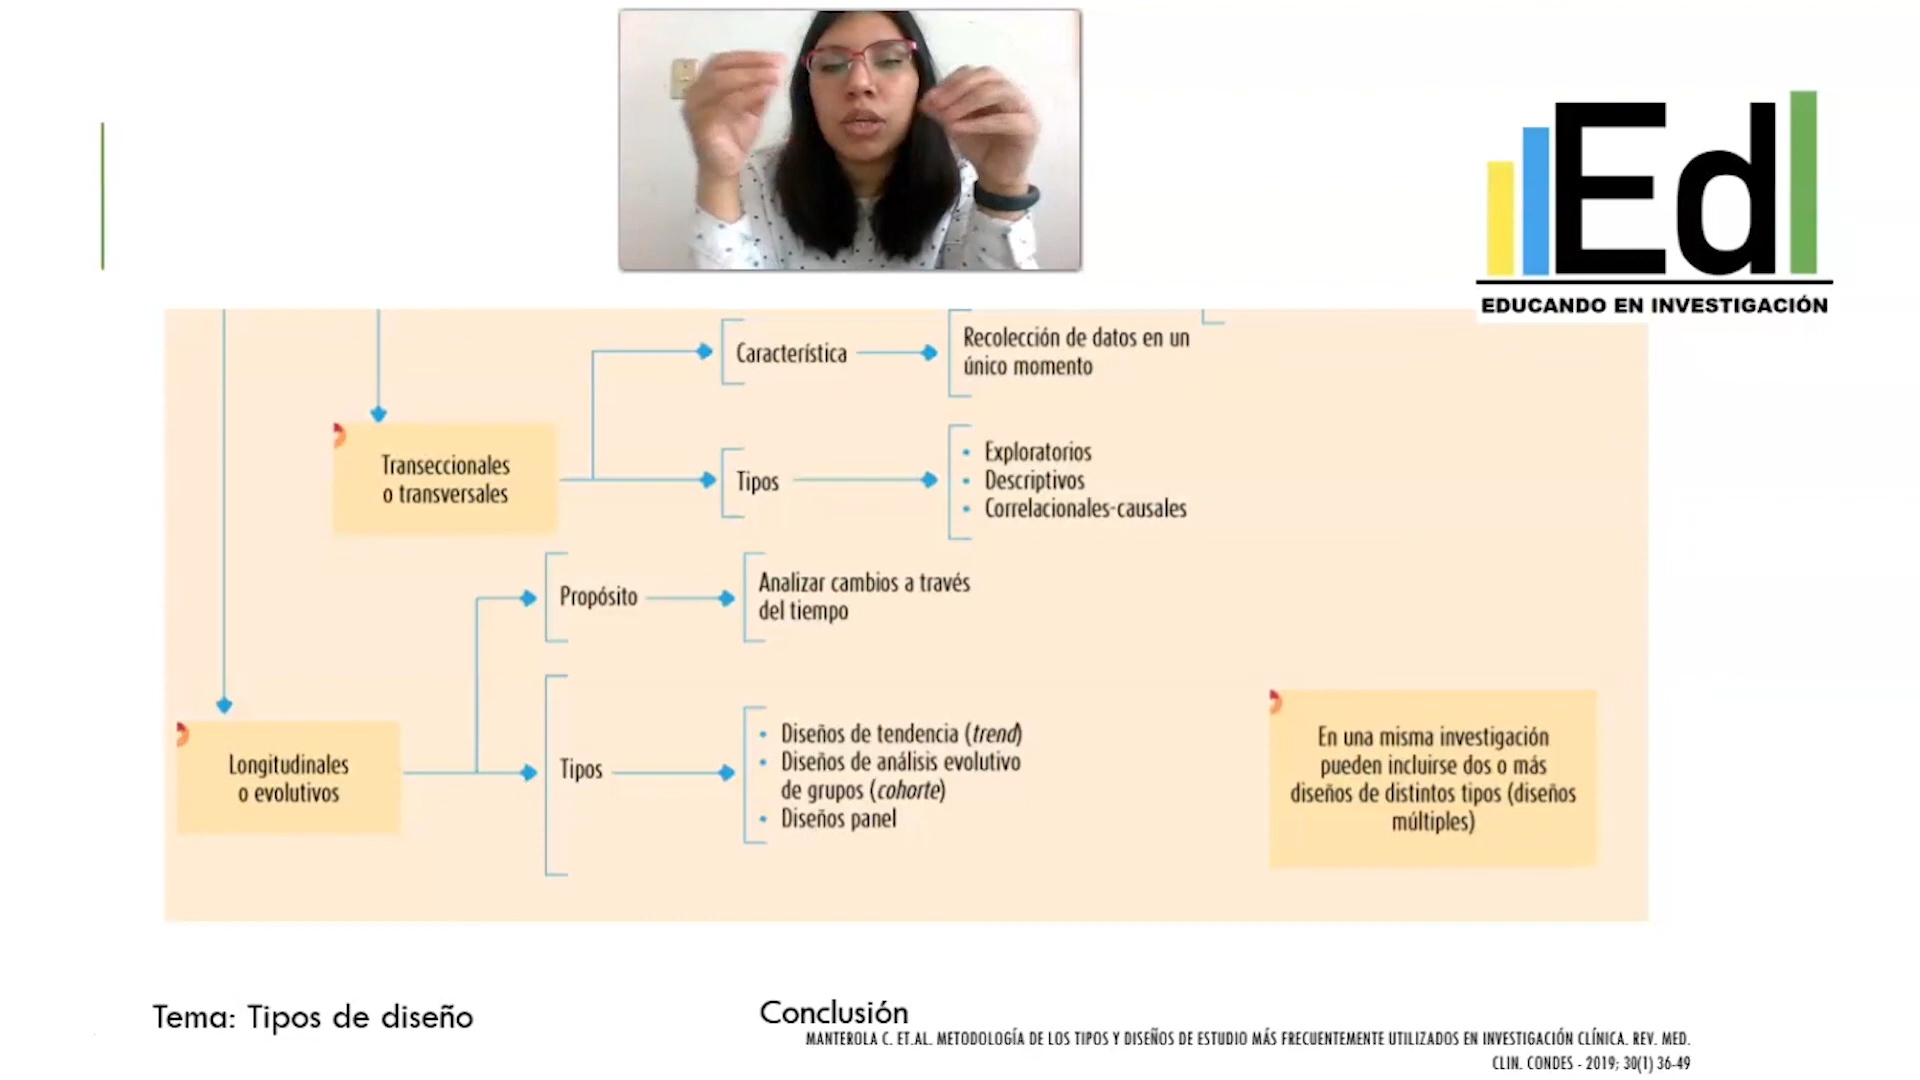 EdI
EDUCANDO EN INVESTIGACIÓN
Característica
Recolección de datos en un
único momento
Transeccionales
o transversales
Tipos
• Exploratorios
• Descriptivos
• Correlacionales-causales
Propósito
Analizar cambios a través
del tiempo
Longitudinales
o evolutivos
Tipos
• Diseños de tendencia (trend)
• Diseños de análisis evolutivo
de grupos (cohorte)
• Diseños panel
En una misma investigación
pueden incluirse dos o más
diseños de distintos tipos (diseños
múltiples)
Tema: Tipos de diseño
Conclusión
MANTEROLA C. ET.AL. METODOLOGÍA DE LOS TIPOS Y DISEÑOS DE ESTUDIO MÁS FRECUENTEMENTE UTILIZADOS EN INVESTIGACIÓN CLÍNICA. REV. MED.
CLIN. CONDES - 2019; 30(1) 36-49